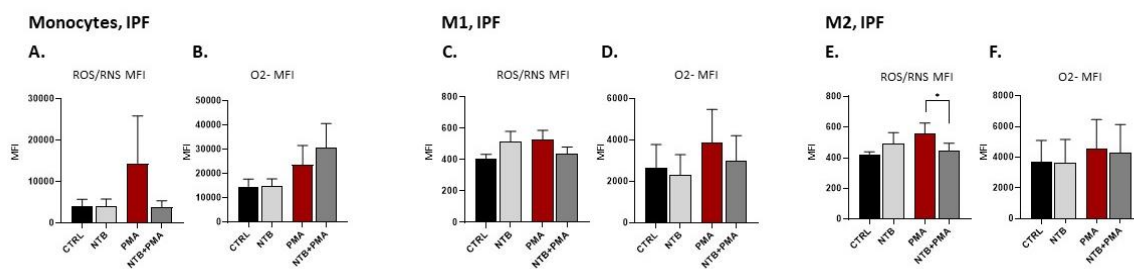 Monocytes, IPF
M1, IPF
M2, IPF
A.
B.
C.
D.
E.
F.
ROS/RNS MFI
O2- MFI
ROS/RNS MFI
O2- MFI
ROS/RNS MFI
O2- MFI
MFI
30000
20000
10000
0
CTRL
NTB
PMA
NTB+PMA
MFI
50000
40000
30000
20000
10000
0
CTRL
NTB
PMA
NTB+PMA
MFI
800
600
400
200
0
CTRL
NTB
PMA
NTB+PMA
MFI
6000
4000
2000
0
CTRL
NTB
PMA
NTB+PMA
MFI
800
600
400
200
0
*
CTRL
NTB
PMA
NTB+PMA
MFI
8000
6000
4000
2000
0
CTRL
NTB
PMA
NTB+PMA